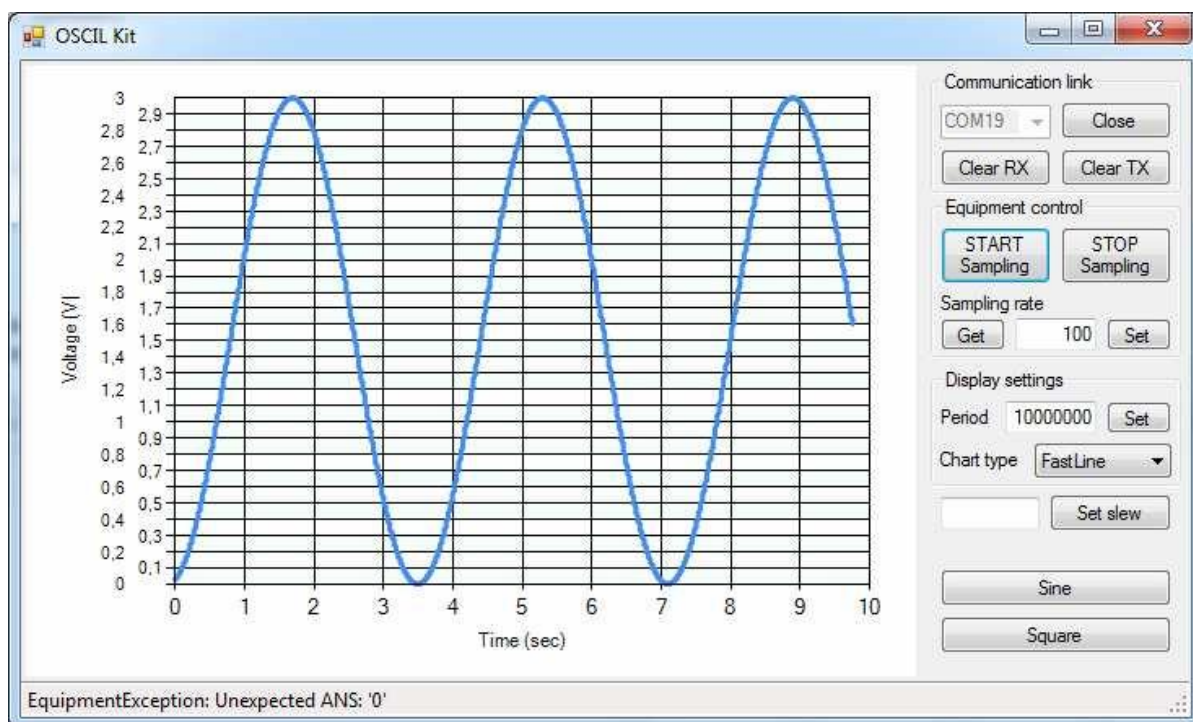 OSCIL Kit
3
2,9
2,8
2,7
2,6
2,5
2,4
2,3
2,2
2,1
2
1,9
1,8
1,7
1,6
1,5
1,4
1,3
1,2
1,1
1
0,9
0,8
0,7
0,6
0,5
0,4
0,3
0,2
0,1
0
Voltage [V]
0 1 2 3 4 5 6 7 8 9 10
Time (sec)
Communication link
COM19 Close
Clear RX Clear TX
Equipment control
START Sampling
STOP Sampling
Sampling rate
Get 100 Set
Display settings
Period 10000000 Set
Chart type FastLine
Set slew
Sine
Square
EquipmentException: Unexpected ANS: '0'